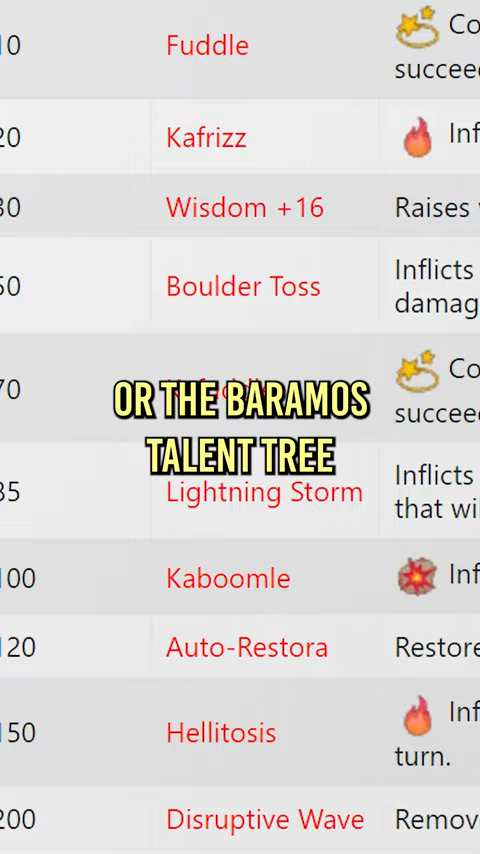 10 Fuddle Co
succeed
20 Kafrizz Inf
30 Wisdom +16 Raises
50 Boulder Toss Inflicts
damag
70 Co
OR THE BARAMOS
succeed
TALENT TREE
85 Lightning Storm Inflicts
that wi
100 Kaboomle Inf
120 Auto-Restora Restore
150 Hellitosis Inf
turn.
200 Disruptive Wave Remov